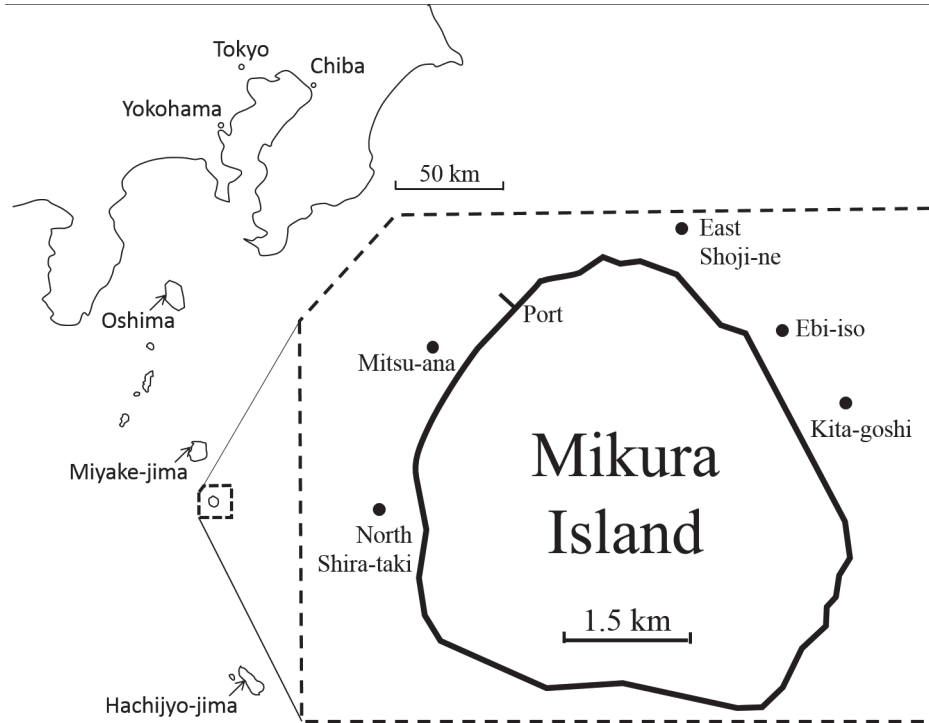 Tokyo
Chiba
Yokohama
50 km
East
Shoji-ne
Oshima
Port
Ebi-iso
Mitsu-ana
Kita-goshi
Miyake-jima
Mikura
Island
North
Shira-taki
1.5 km
Hachijyo-jima